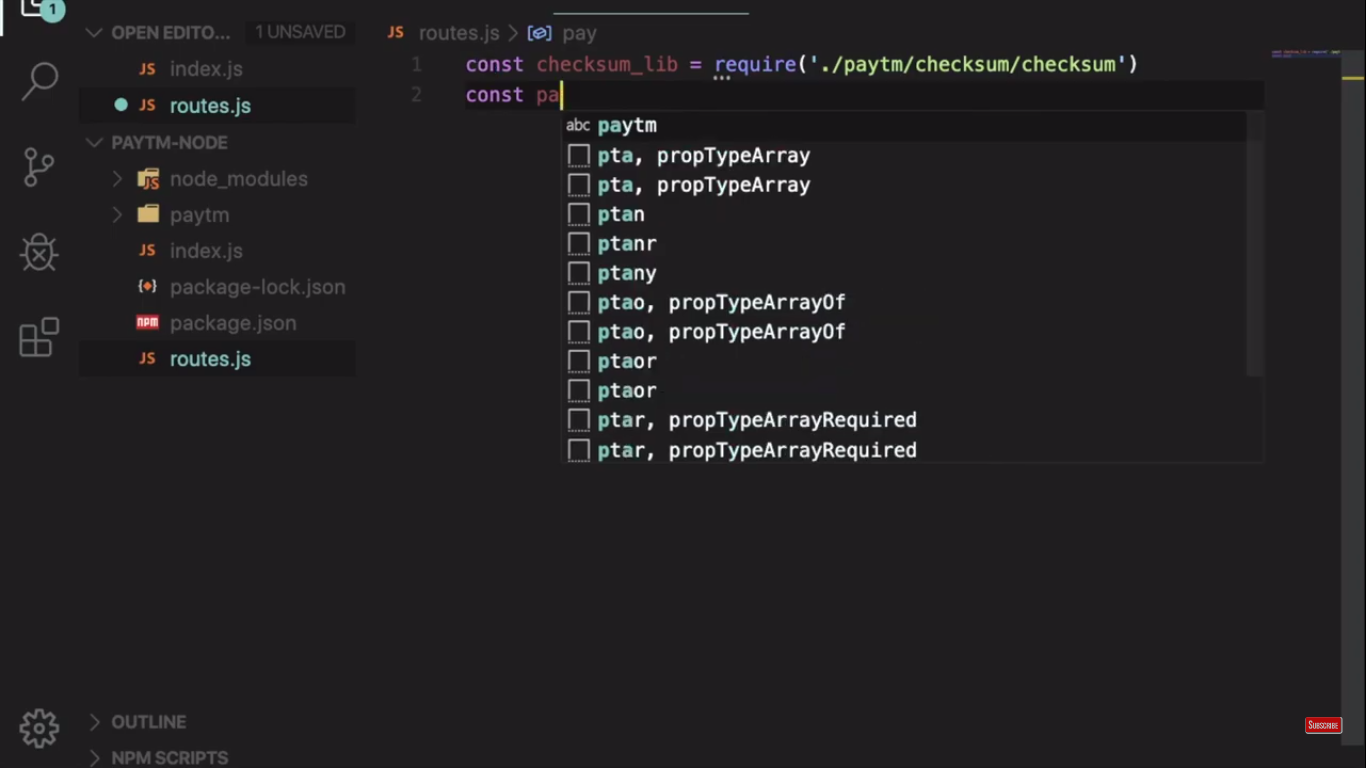 1
OPEN EDITO... 1 UNSAVED
JS index.js
JS routes.js
PAYTM-NODE
JS node_modules
paytm
JS index.js
package-lock.json
npm package.json
JS routes.js
OUTLINE
NPM SCRIPTS
JS routes.js > pay
1 const checksum_lib = require('./paytm/checksum/checksum')
2 const pa
abc paytm
pta, propTypeArray
pta, propTypeArray
ptan
ptanr
ptany
ptao, propTypeArrayOf
ptao, propTypeArrayOf
ptaor
ptaor
ptar, propTypeArrayRequired
ptar, propTypeArrayRequired
SUBSCRIBE